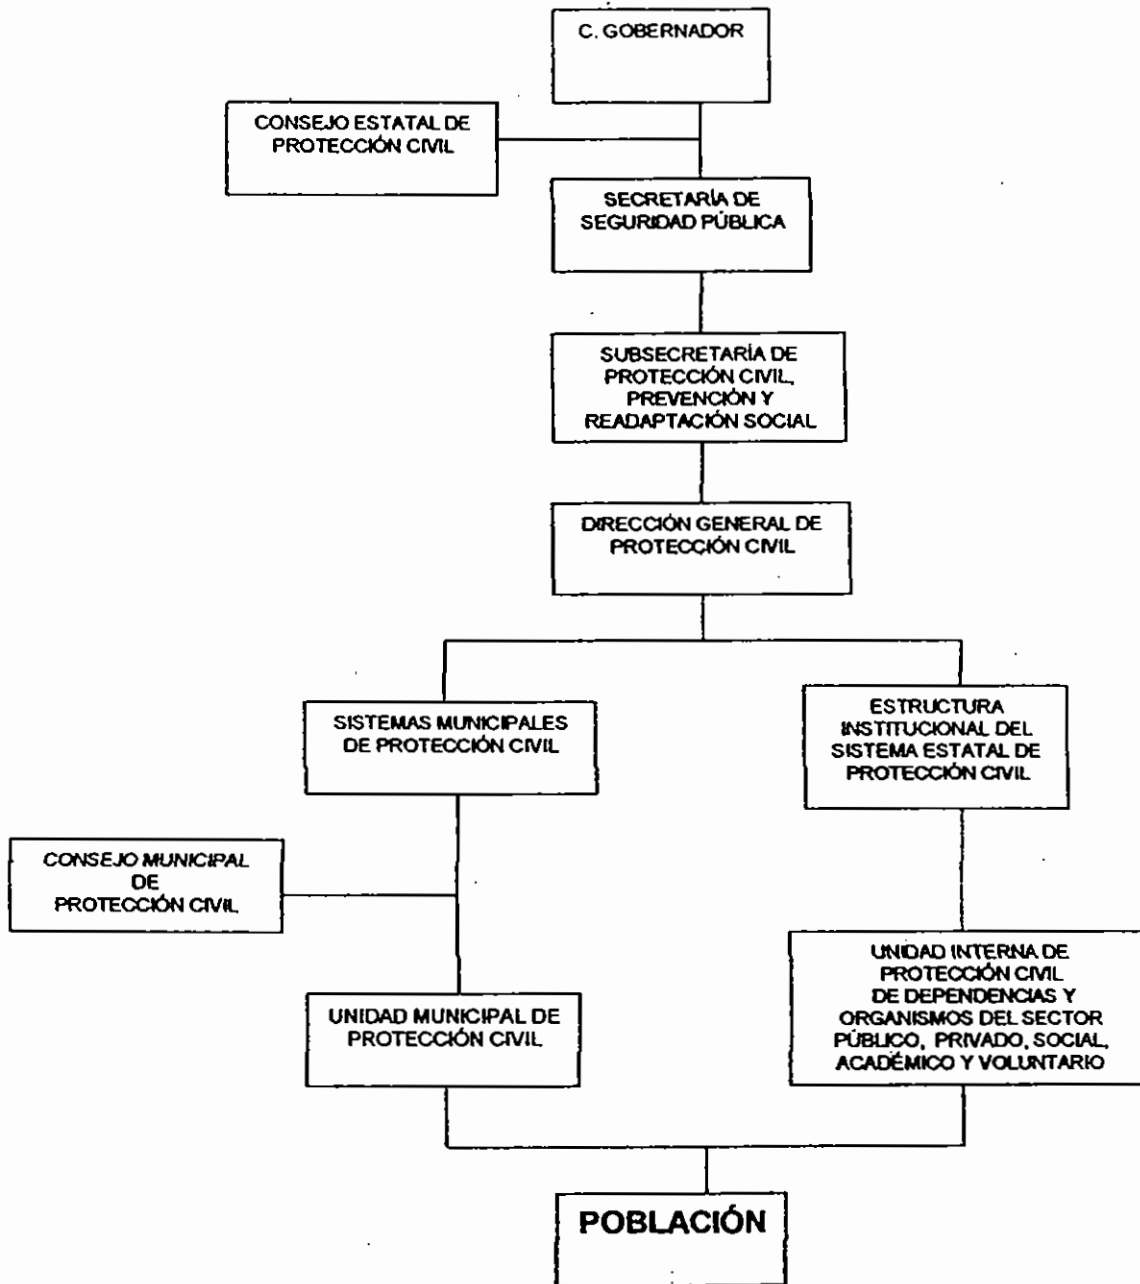 C. GOBERNADOR
CONSEJO ESTATAL DE
PROTECCIÓN CIVIL
SECRETARÍA DE
SEGURIDAD PÚBLICA
SUBSECRETARÍA DE
PROTECCIÓN CIVIL,
PREVENCIÓN Y
READAPTACIÓN SOCIAL
DIRECCIÓN GENERAL DE
PROTECCIÓN CIVIL
SISTEMAS MUNICIPALES
DE PROTECCIÓN CIVIL
ESTRUCTURA
INSTITUCIONAL DEL
SISTEMA ESTATAL DE
PROTECCIÓN CIVIL
CONSEJO MUNICIPAL
DE
PROTECCIÓN CIVIL
UNIDAD MUNICIPAL DE
PROTECCIÓN CIVIL
UNIDAD INTERNA DE
PROTECCIÓN CIVIL
DE DEPENDENCIAS Y
ORGANISMOS DEL SECTOR
PÚBLICO, PRIVADO, SOCIAL,
ACADÉMICO Y VOLUNTARIO
POBLACIÓN